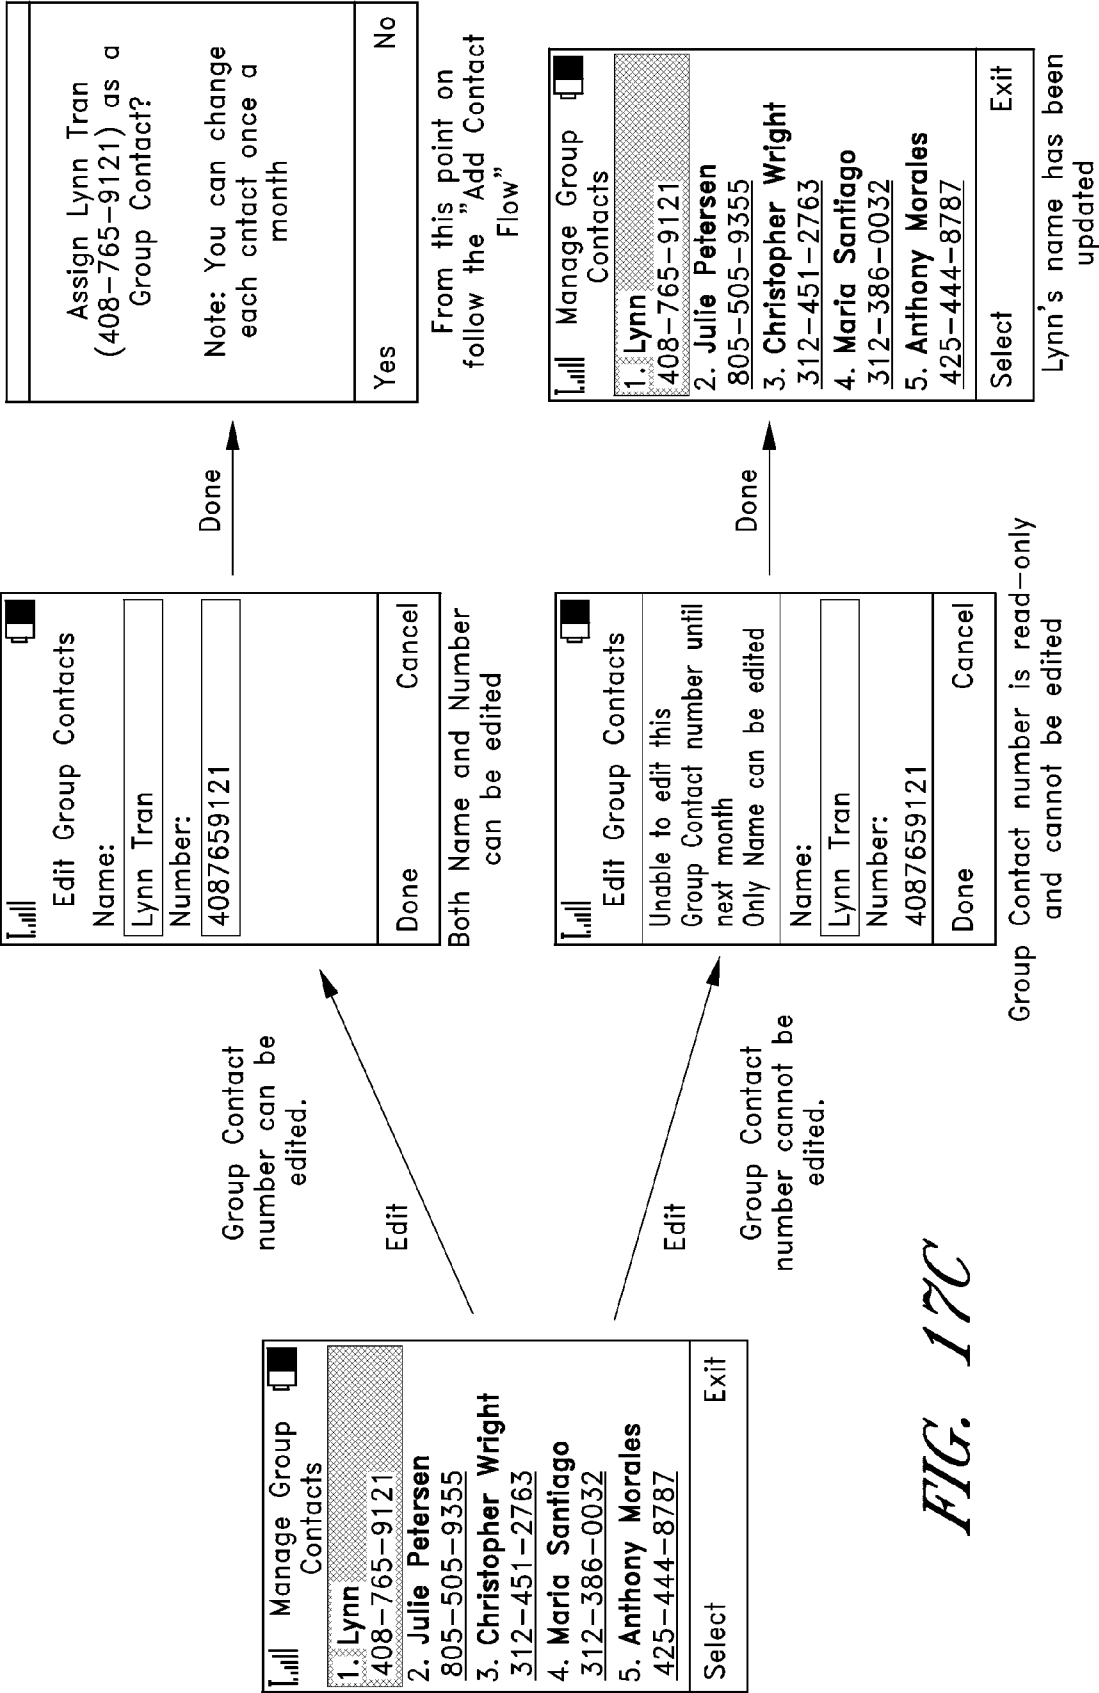 Manage Group
Contacts
1. Lynn
408-765-9121
2. Julie Petersen
805-505-9355
3. Christopher Wright
312-451-2763
4. Maria Santiago
312-386-0032
5. Anthony Morales
425-444-8787
Select Exit
Edit
Group Contact
number can be
edited.
Edit
Group Contact
number cannot be
edited.
Edit Group Contacts
Name:
Lynn Tran
Number:
4087659121
Done Cancel
Both Name and Number
can be edited
Done
Assign Lynn Tran
(408-765-9121) as a
Group Contact?
Note: You can change
each cntact once a
month
Yes No
From this point on
follow the "Add Contact
Flow"
Edit Group Contacts
Unable to edit this
Group Contact number until
next month
Only Name can be edited
Name:
Lynn Tran
Number:
4087659121
Done Cancel
Group Contact number is read-only
and cannot be edited
Done
Manage Group
Contacts
1. Lynn
408-765-9121
2. Julie Petersen
805-505-9355
3. Christopher Wright
312-451-2763
4. Maria Santiago
312-386-0032
5. Anthony Morales
425-444-8787
Select Exit
Lynn's name has been
updated
FIG. 17C